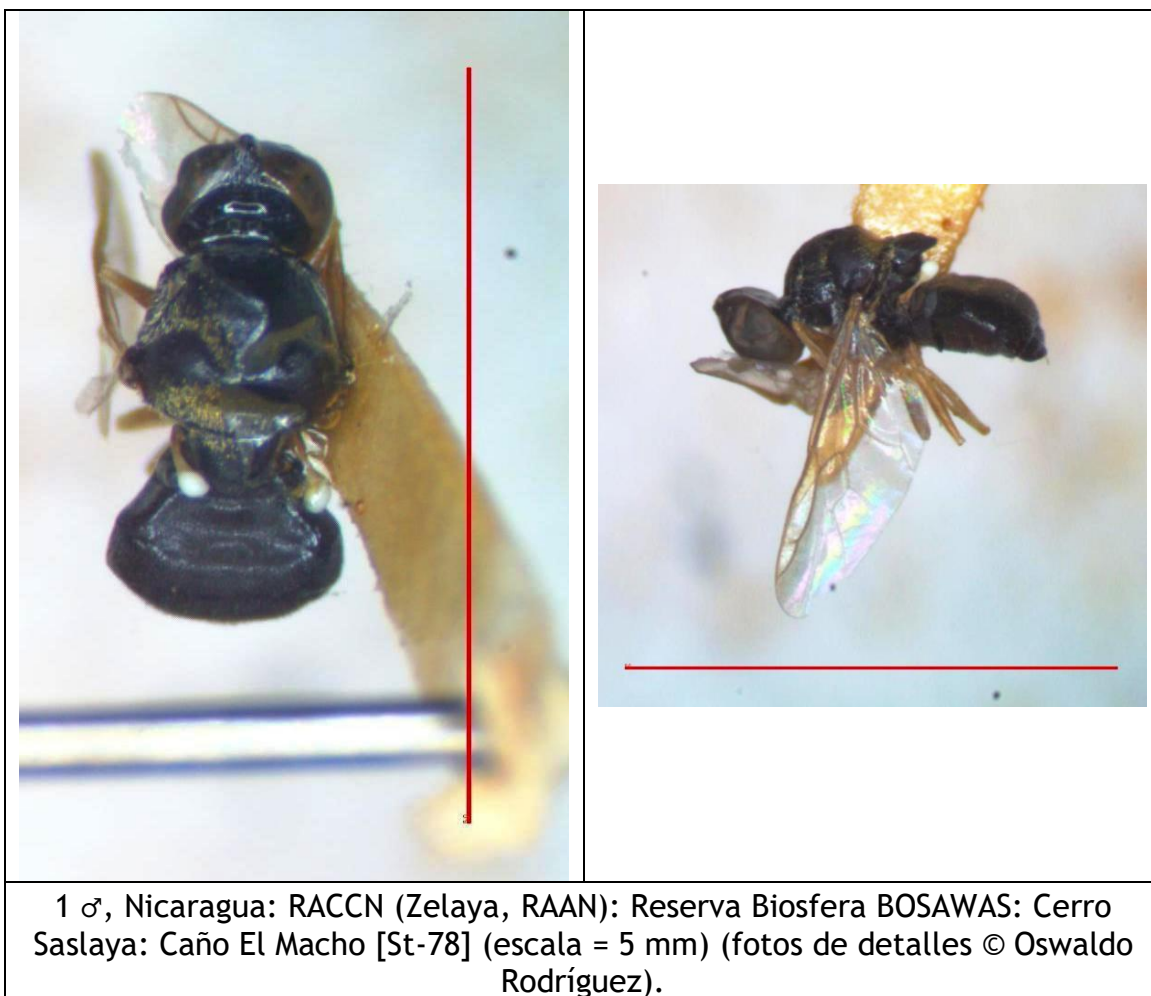 1 ♂, Nicaragua: RACCN (Zelaya, RAAN): Reserva Biosfera BOSAWAS: Cerro
Saslaya: Caño El Macho [St-78] (escala = 5 mm) (fotos de detalles © Oswaldo
Rodríguez).